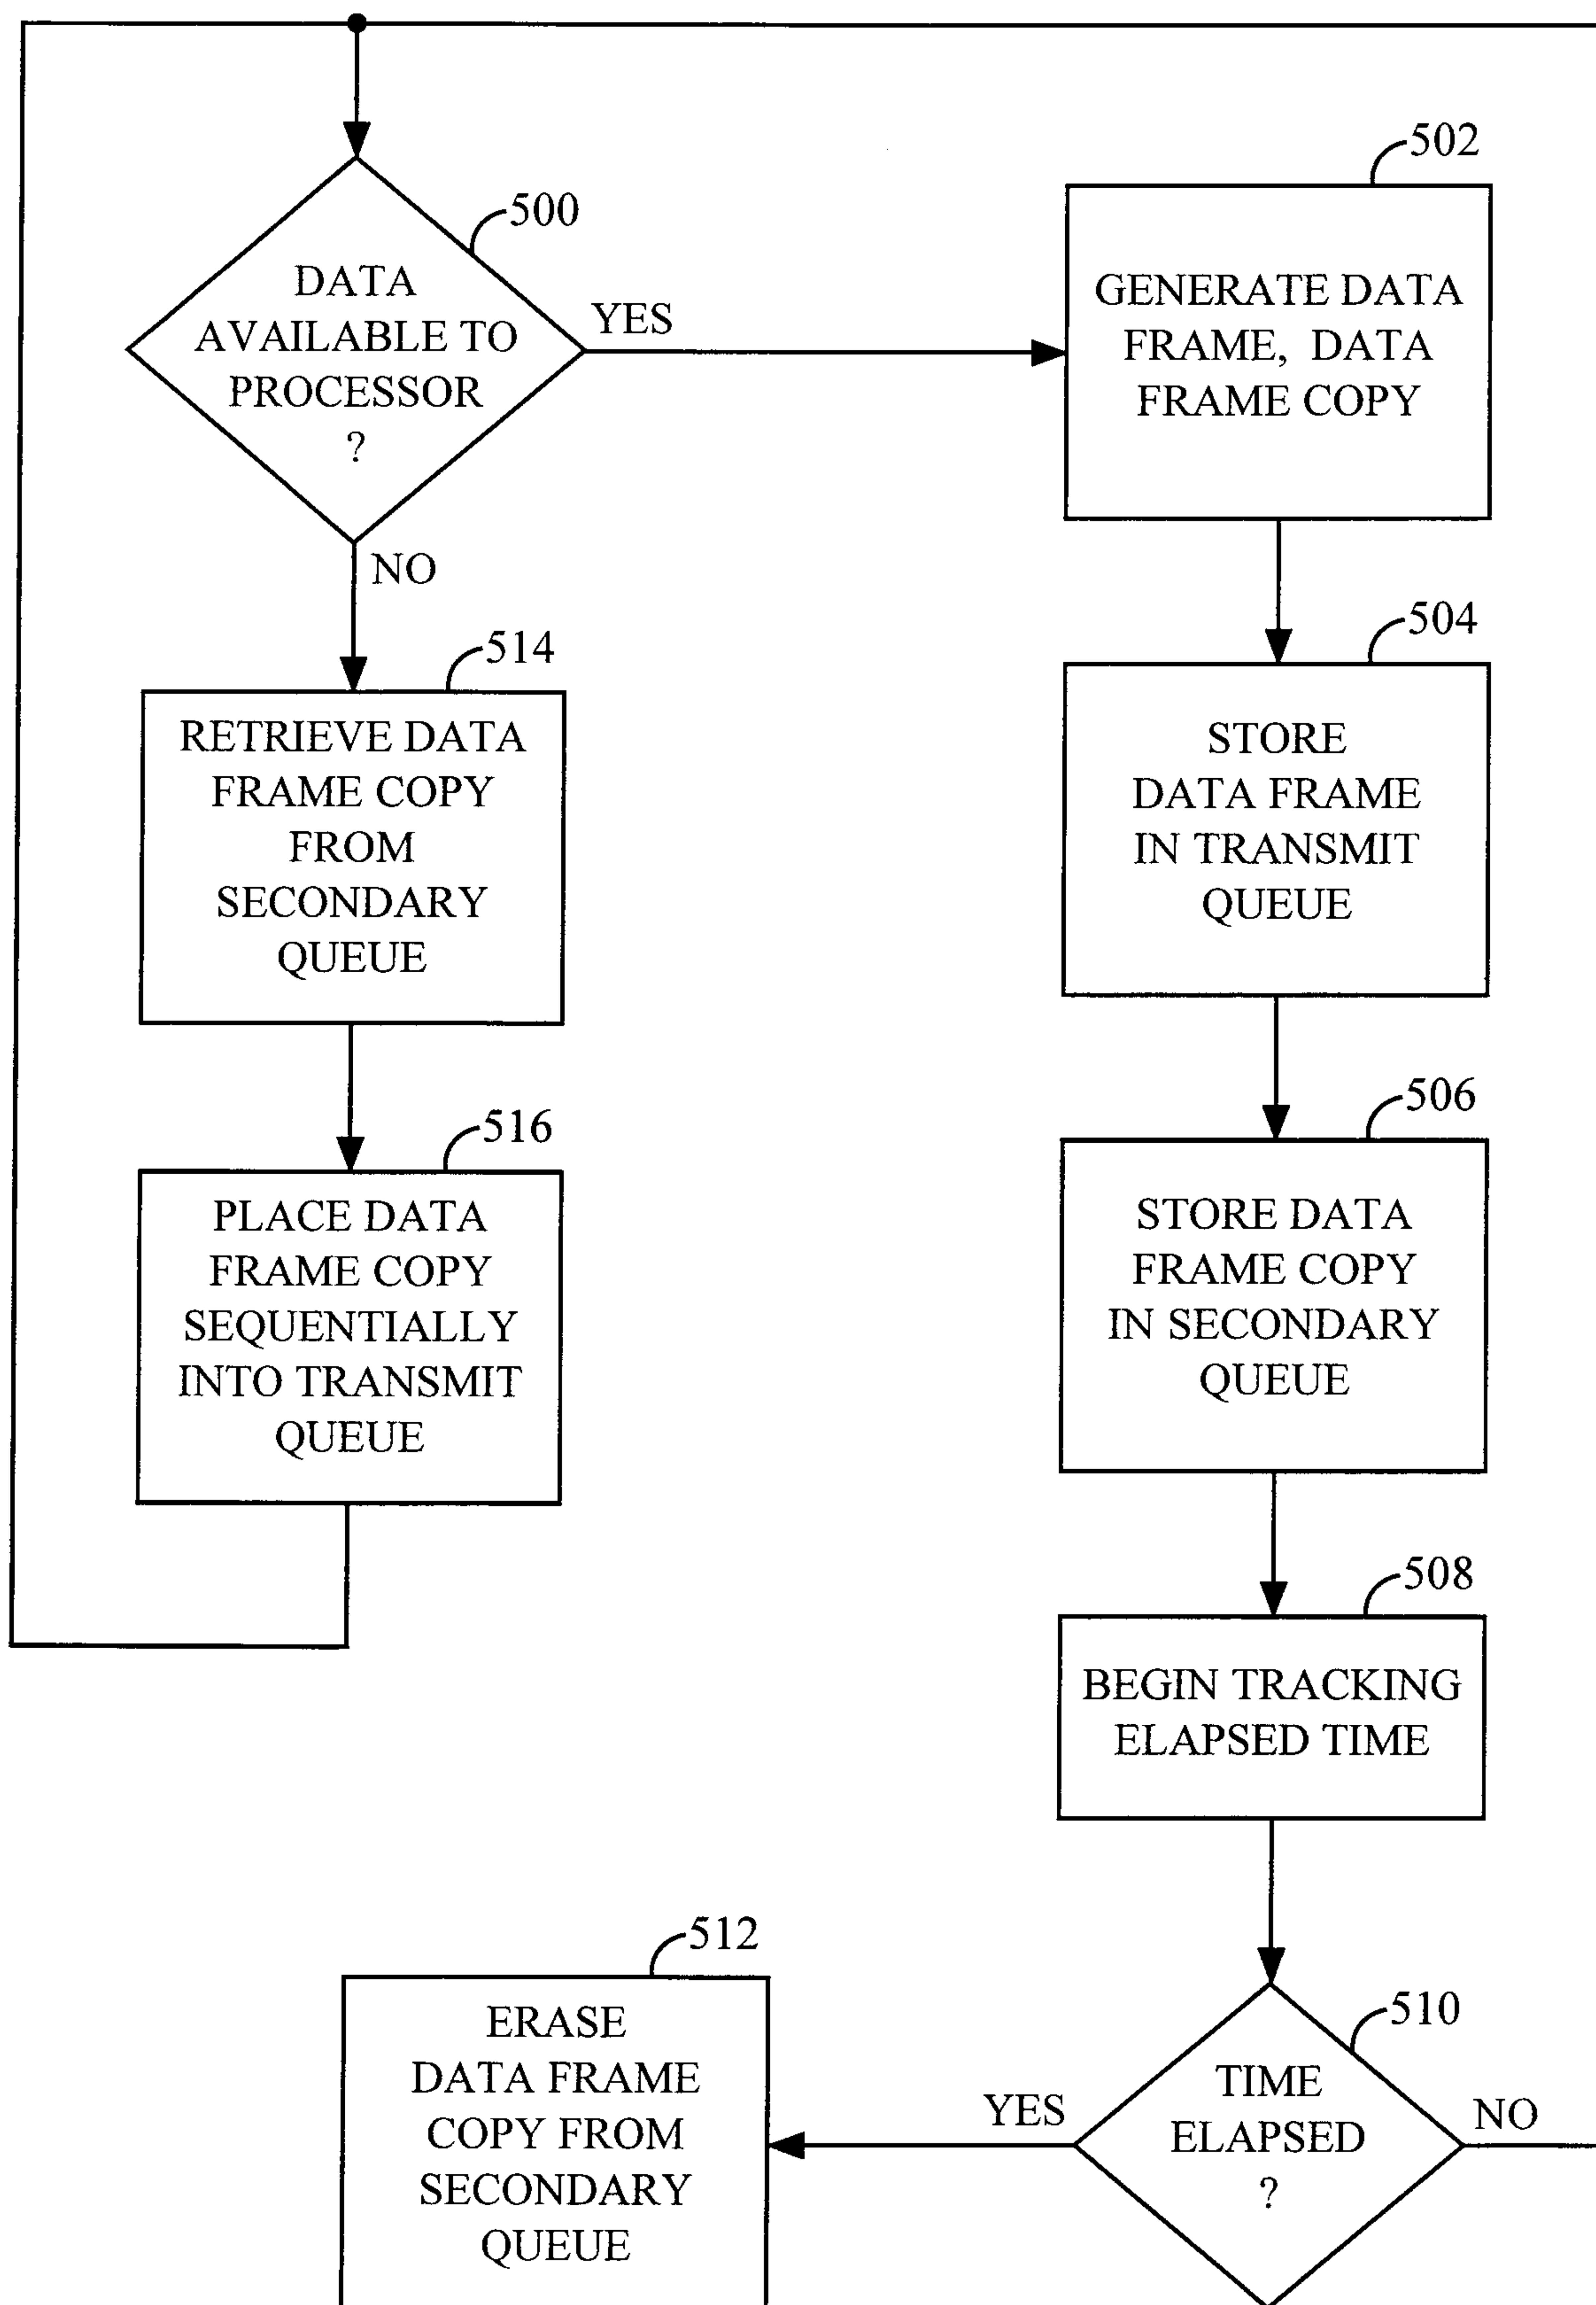 500
DATA
AVAILABLE TO
PROCESSOR
?
YES
NO
502
GENERATE DATA
FRAME, DATA
FRAME COPY
504
STORE
DATA FRAME
IN TRANSMIT
QUEUE
514
RETRIEVE DATA
FRAME COPY
FROM
SECONDARY
QUEUE
506
STORE DATA
FRAME COPY
IN SECONDARY
QUEUE
516
PLACE DATA
FRAME COPY
SEQUENTIALLY
INTO TRANSMIT
QUEUE
508
BEGIN TRACKING
ELAPSED TIME
510
TIME
ELAPSED
?
YES
NO
512
ERASE
DATA FRAME
COPY FROM
SECONDARY
QUEUE